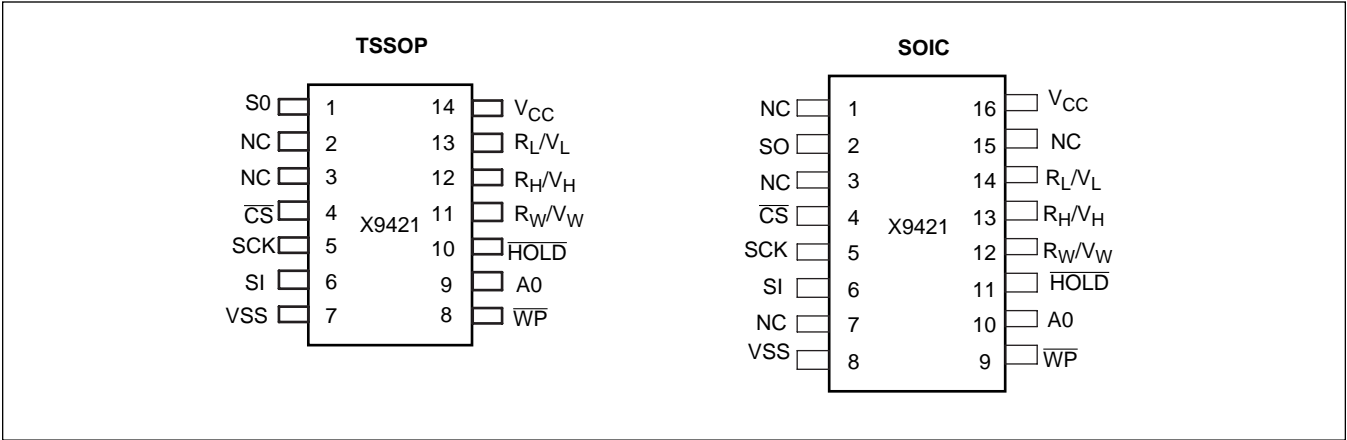 TSSOP
S0 1 14 VCC
NC 2 13 RL/VL
NC 3 12 RH/VH
CS 4 11 RW/VW
X9421
SCK 5 10 HOLD
SI 6 9 A0
VSS 7 8 WP
SOIC
NC 1 16 VCC
SO 2 15 NC
NC 3 14 RL/VL
CS 4 13 RH/VH
X9421
SCK 5 12 RW/VW
SI 6 11 HOLD
NC 7 10 A0
VSS 8 9 WP